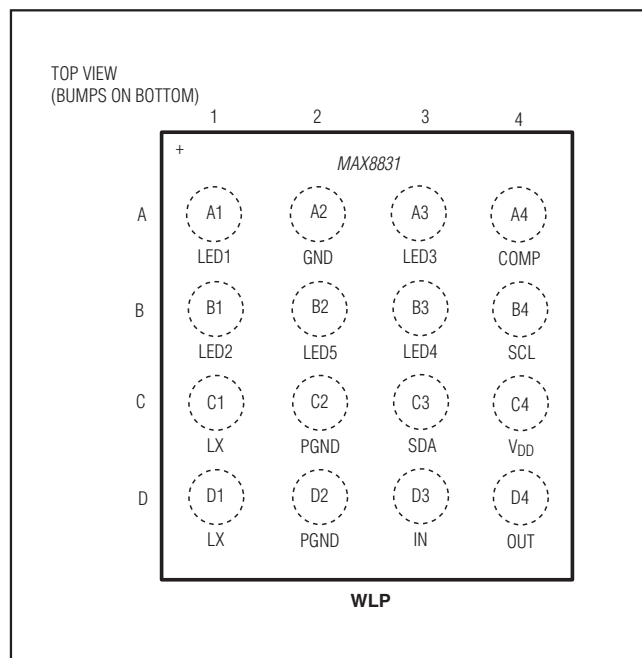 TOP VIEW
(BUMPS ON BOTTOM)
1 2 3 4
+
MAX8831
A A1 A2 A3 A4
LED1 GND LED3 COMP
B B1 B2 B3 B4
LED2 LED5 LED4 SCL
C C1 C2 C3 C4
LX PGND SDA VDD
D D1 D2 D3 D4
LX PGND IN OUT
WLP